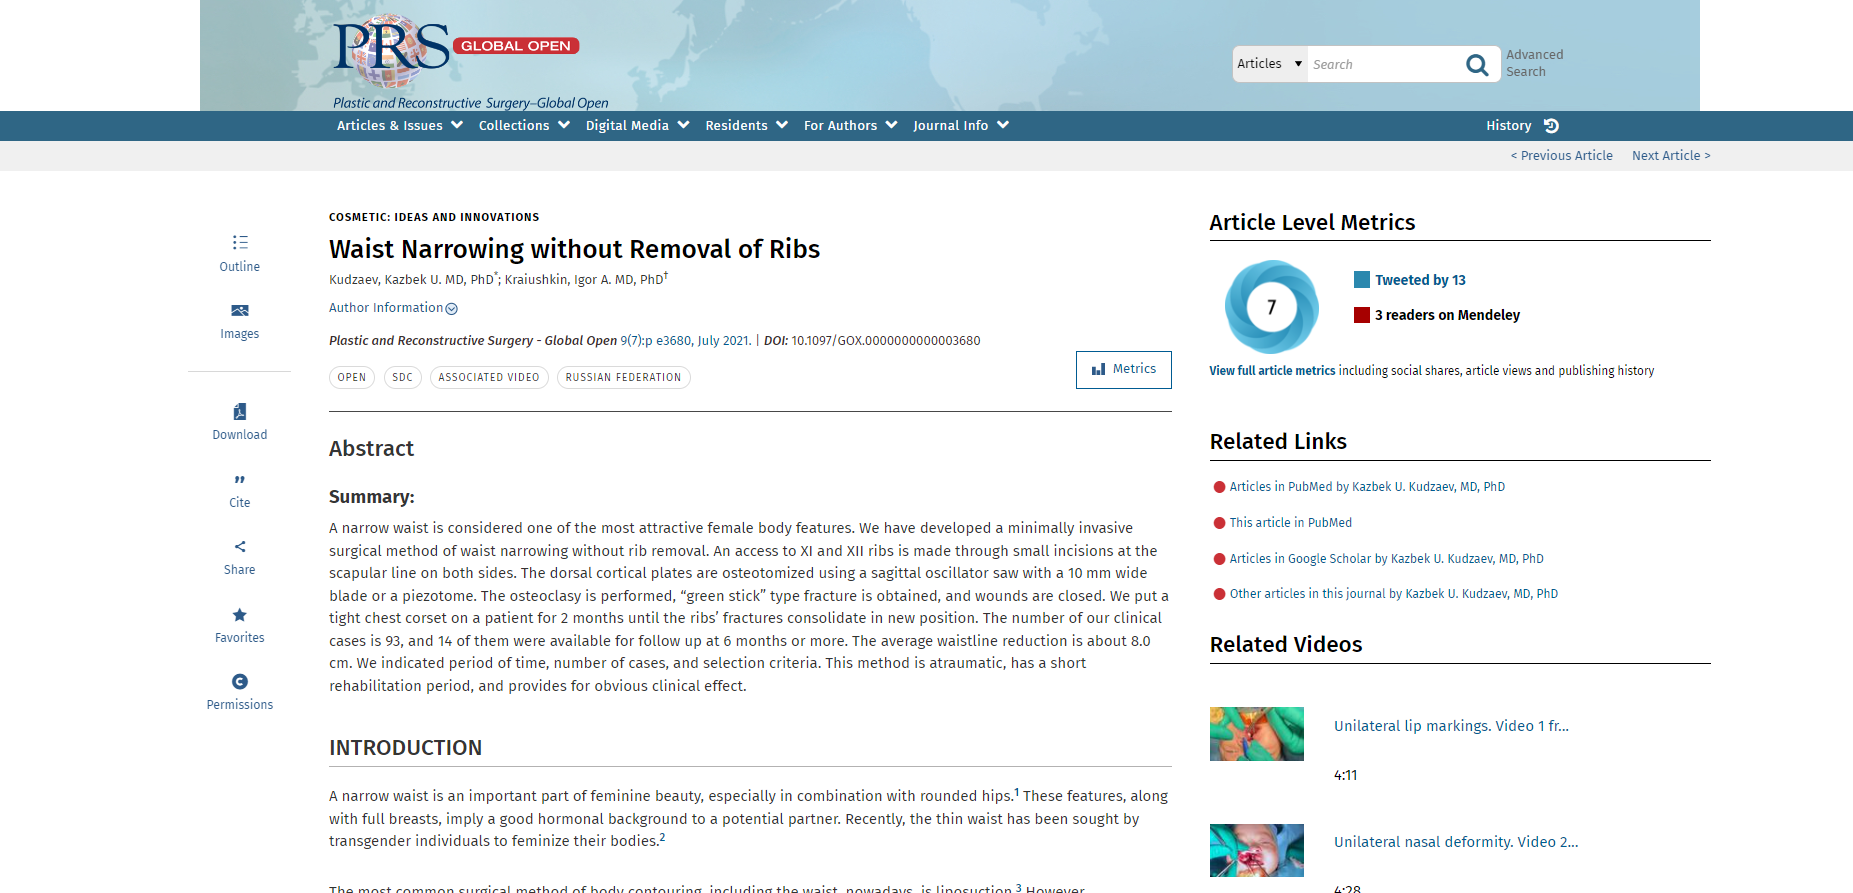 PRS GLOBAL OPEN
Plastic and Reconstructive Surgery–Global Open
Articles
Search
Advanced
Search
Articles & Issues
Collections
Digital Media
Residents
For Authors
Journal Info
History
< Previous Article
Next Article >
Outline
Images
Download
Cite
Share
Favorites
Permissions
COSMETIC: IDEAS AND INNOVATIONS
Waist Narrowing without Removal of Ribs
Kudzaev, Kazbek U. MD, PhD*; Kraiushkin, Igor A. MD, PhD†
Author Information
Plastic and Reconstructive Surgery - Global Open 9(7):p e3680, July 2021. | DOI: 10.1097/GOX.0000000000003680
OPEN
SDC
ASSOCIATED VIDEO
RUSSIAN FEDERATION
Metrics
Abstract
Summary:
A narrow waist is considered one of the most attractive female body features. We have developed a minimally invasive
surgical method of waist narrowing without rib removal. An access to XI and XII ribs is made through small incisions at the
scapular line on both sides. The dorsal cortical plates are osteotomized using a sagittal oscillator saw with a 10 mm wide
blade or a piezotome. The osteoclasy is performed, “green stick” type fracture is obtained, and wounds are closed. We put a
tight chest corset on a patient for 2 months until the ribs’ fractures consolidate in new position. The number of our clinical
cases is 93, and 14 of them were available for follow up at 6 months or more. The average waistline reduction is about 8.0
cm. We indicated period of time, number of cases, and selection criteria. This method is atraumatic, has a short
rehabilitation period, and provides for obvious clinical effect.
INTRODUCTION
A narrow waist is an important part of feminine beauty, especially in combination with rounded hips.1 These features, along
with full breasts, imply a good hormonal background to a potential partner. Recently, the thin waist has been sought by
transgender individuals to feminize their bodies.2
The most common surgical method of body contouring, including the waist, nowadays, is liposuction.3 However,
Article Level Metrics
7
Tweeted by 13
3 readers on Mendeley
View full article metrics including social shares, article views and publishing history
Related Links
Articles in PubMed by Kazbek U. Kudzaev, MD, PhD
This article in PubMed
Articles in Google Scholar by Kazbek U. Kudzaev, MD, PhD
Other articles in this journal by Kazbek U. Kudzaev, MD, PhD
Related Videos
Unilateral lip markings. Video 1 fr...
4:11
Unilateral nasal deformity. Video 2...
4:28